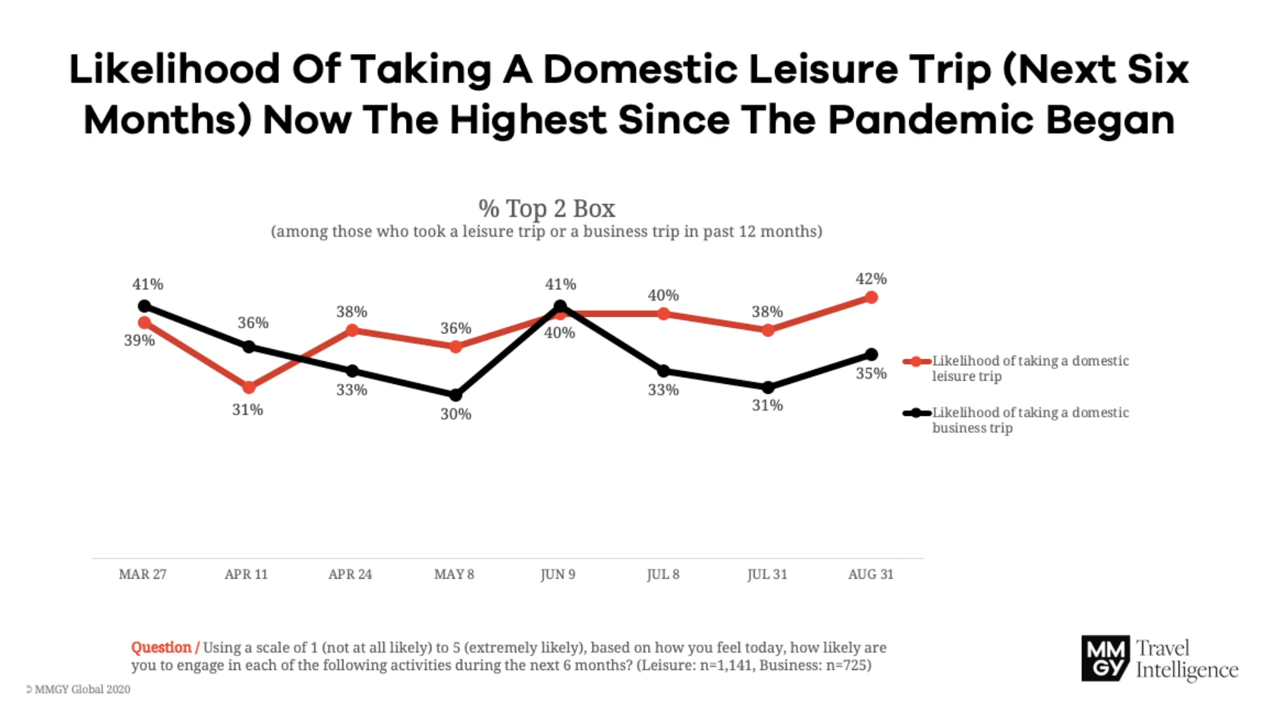 Likelihood Of Taking A Domestic Leisure Trip (Next Six
Months) Now The Highest Since The Pandemic Began
% Top 2 Box
(among those who took a leisure trip or a business trip in past 12 months)
41%
36%
38%
36%
41%
40%
38%
42%
39%
31%
33%
30%
40%
33%
31%
35%
Likelihood of taking a domestic
leisure trip
Likelihood of taking a domestic
business trip
MAR 27
APR 11
APR 24
MAY 8
JUN 9
JUL 8
JUL 31
AUG 31
Question / Using a scale of 1 (not at all likely) to 5 (extremely likely), based on how you feel today, how likely are
you to engage in each of the following activities during the next 6 months? (Leisure: n=1,141, Business: n=725)
MM
GY
Travel
Intelligence
© MMGY Global 2020